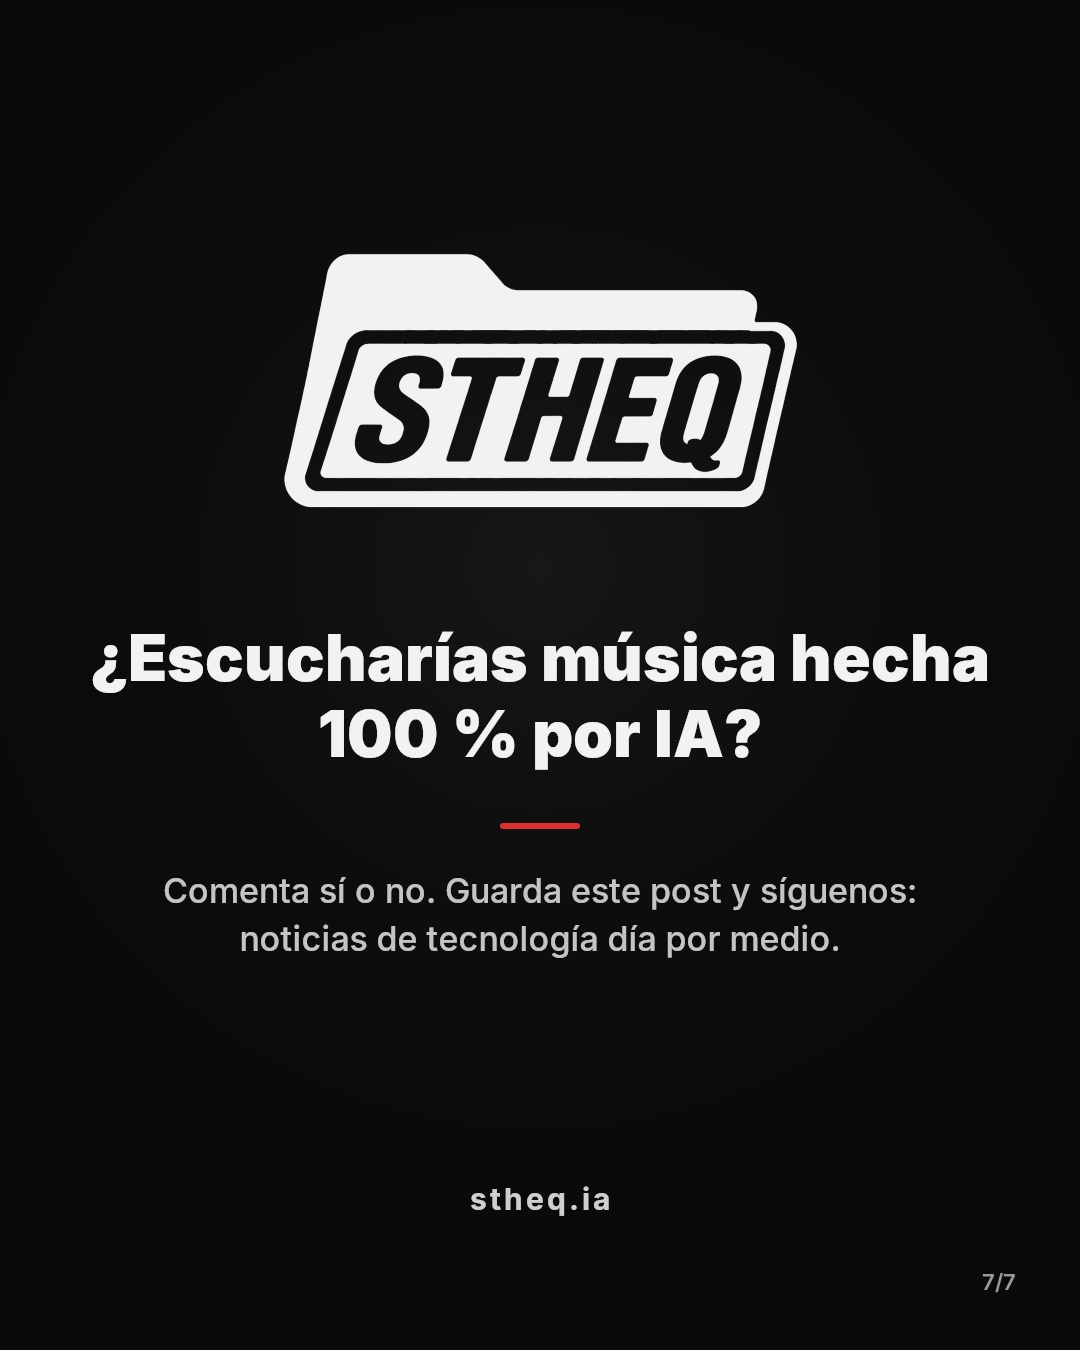 STHEQ
¿Escucharías música hecha
100 % por IA?
Comenta sí o no. Guarda este post y síguenos:
noticias de tecnología día por medio.
stheq.ia
7/7